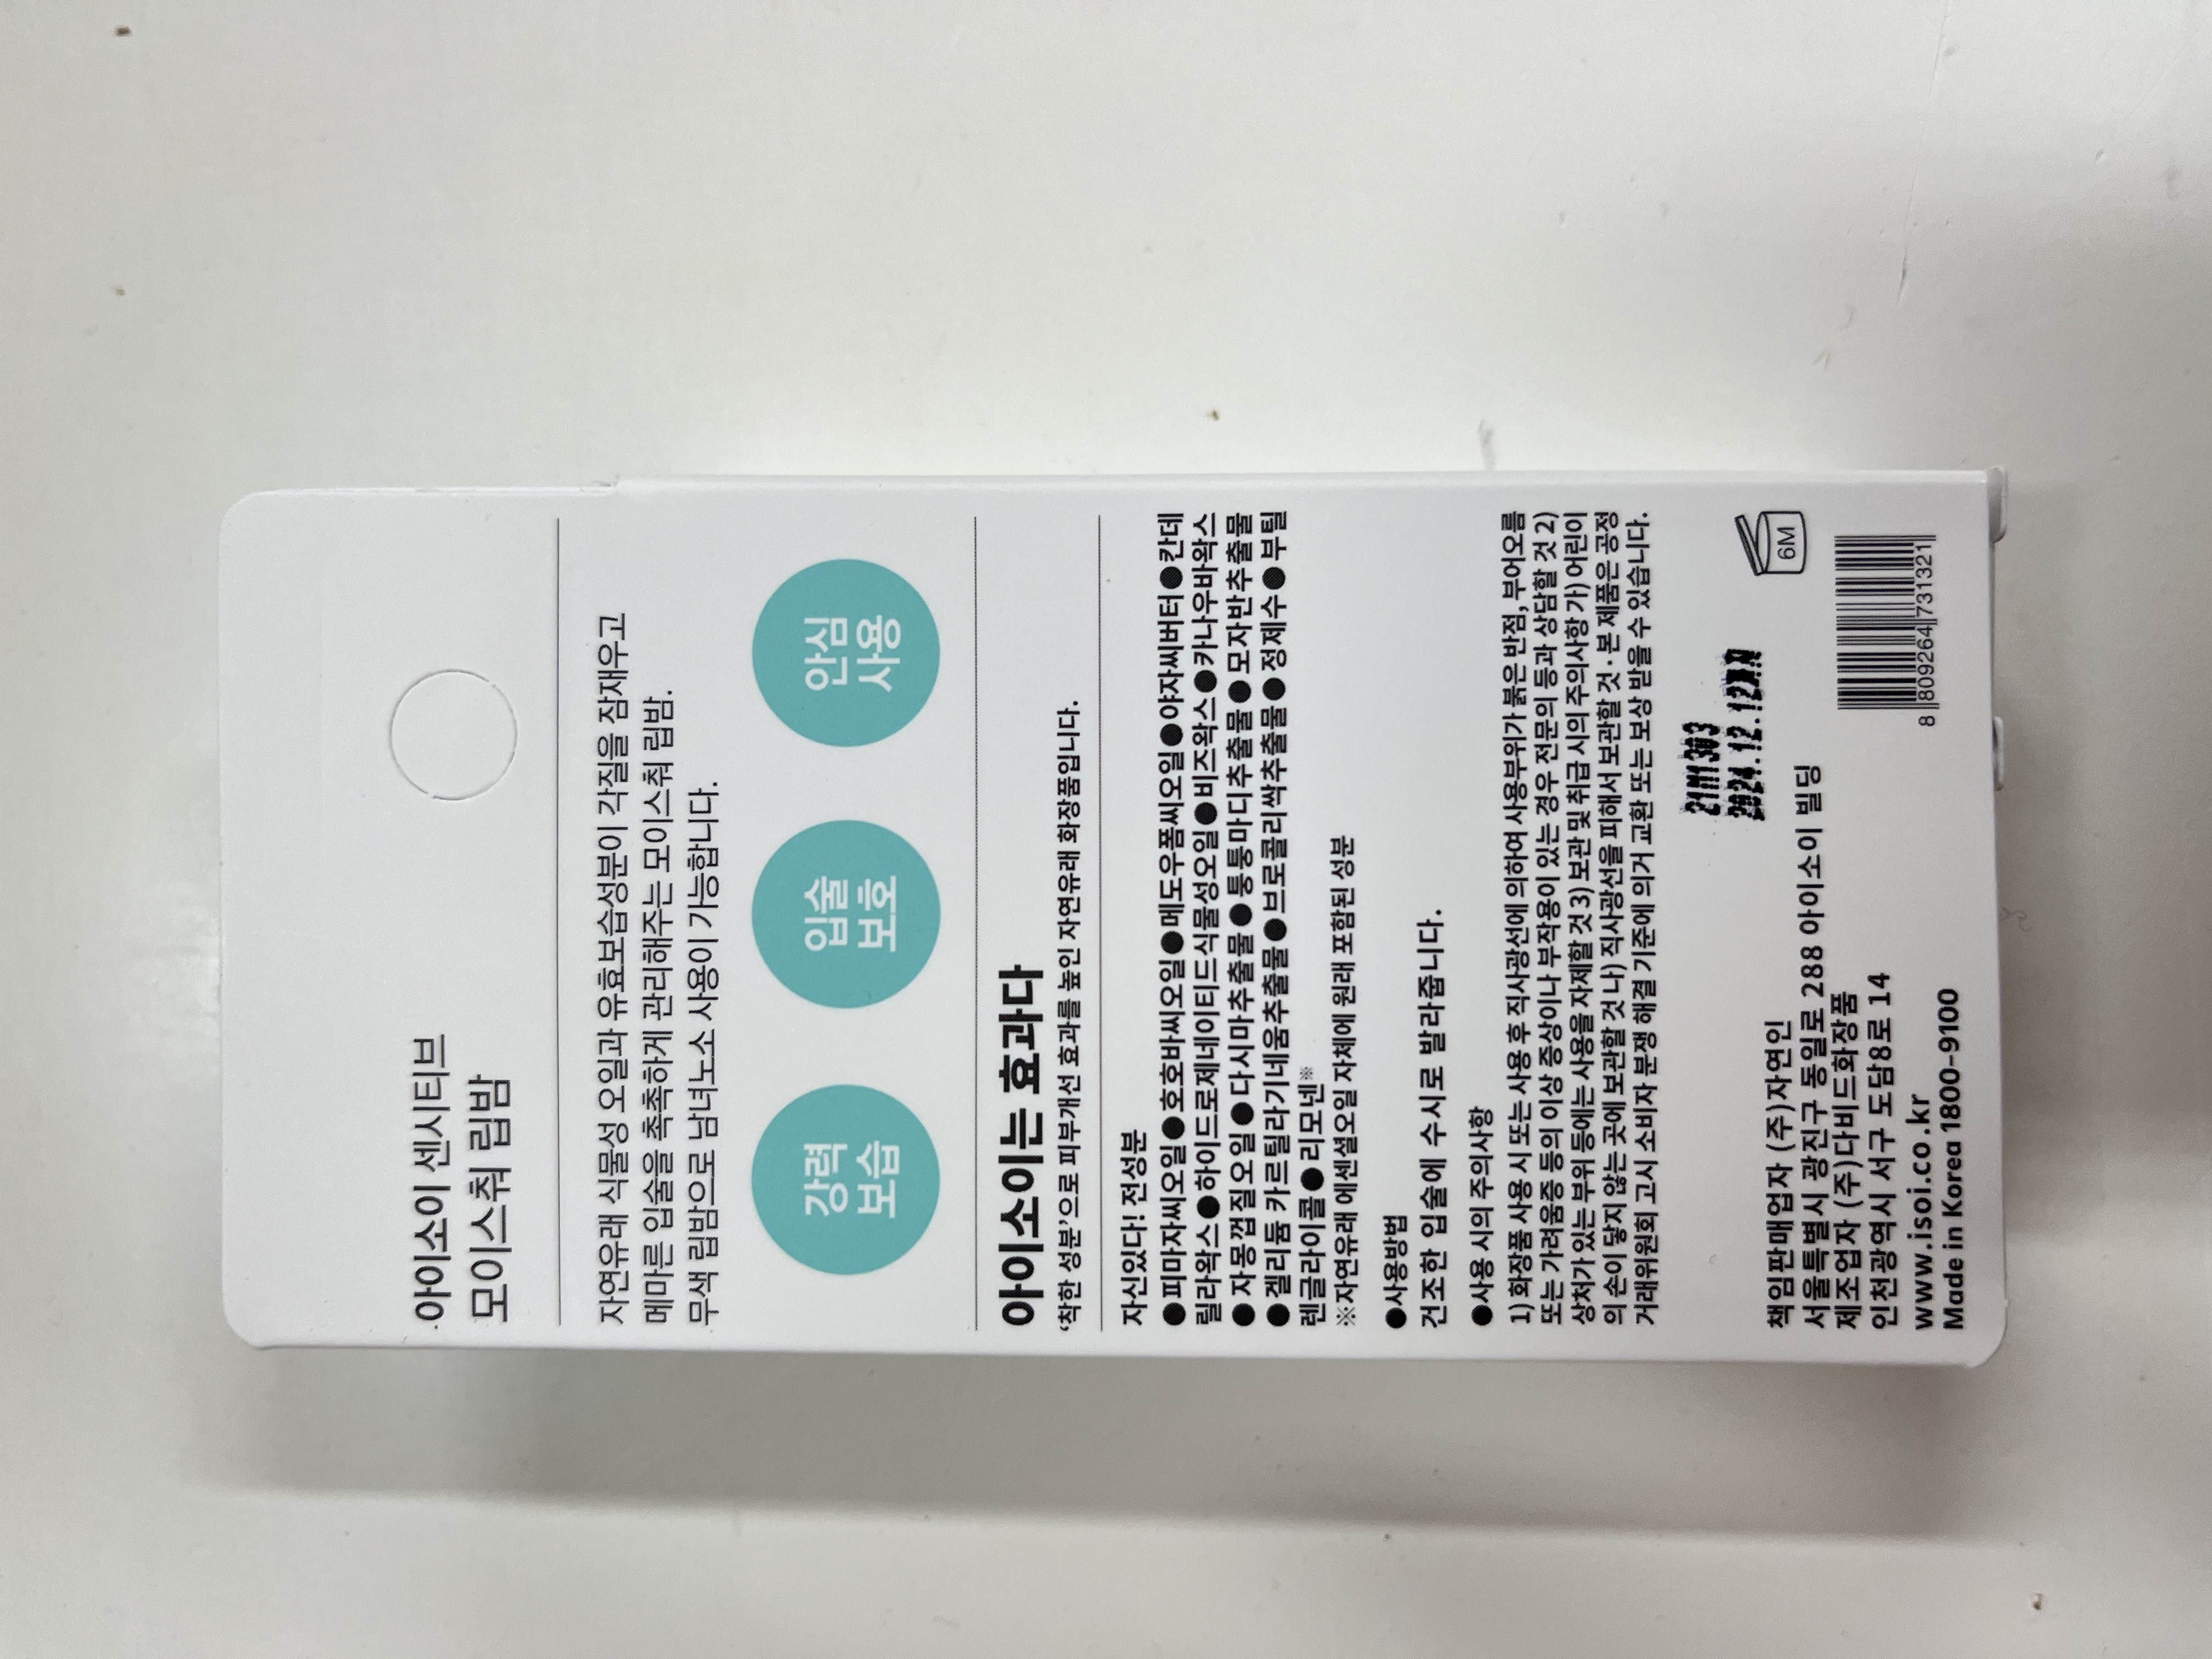 아이소이 센시티브
모이스춰 립밤
자연유래 식물성 오일과 유효보습성분이 각질을 잠재우고
메마른 입술을 촉촉하게 관리해주는 모이스춰 립밤.
무색 립밤으로 남녀노소 사용이 가능합니다.
강력
보습
입술
보호
안심
사용
아이소이는 효과다
‘착한 성분’으로 피부개선 효과를 높인 자연유래 화장품입니다.
자신있다! 전성분
●피마자씨오일●호호바씨오일●메도우폼씨오일●야자씨버터●칸데
릴라왁스●하이드로제네이티드식물성오일●비즈왁스●카나우바왁스
●자몽껍질오일●다시마추출물●퉁퉁마디추출물●모자반추출물
●겔리듐 카르틸라기네움추출물●브로콜리싹추출물●정제수●부틸
렌글라이콜●리모넨※
※자연유래 에센셜오일 자체에 원래 포함된 성분
●사용방법
건조한 입술에 수시로 발라줍니다.
●사용 시의 주의사항
1) 화장품 사용 시 또는 사용 후 직사광선에 의하여 사용부위가 붉은 반점, 부어오름
또는 가려움증 등의 이상 증상이나 부작용이 있는 경우 전문의 등과 상담할 것 2)
상처가 있는 부위 등에는 사용을 자제할 것 3) 보관 및 취급 시의 주의사항 가) 어린이
의 손이 닿지 않는 곳에 보관할 것 나) 직사광선을 피해서 보관할 것 · 본 제품은 공정
거래위원회 고시 소비자 분쟁 해결 기준에 의거 교환 또는 보상 받을 수 있습니다.
2024.12.12까지
6M
책임판매업자 (주)자연인
서울특별시 광진구 동일로 288 아이소이 빌딩
제조업자 (주)다비드화장품
인천광역시 서구 도담8로 14
www.isoi.co.kr
Made in Korea 1800-9100
8 809264 731321